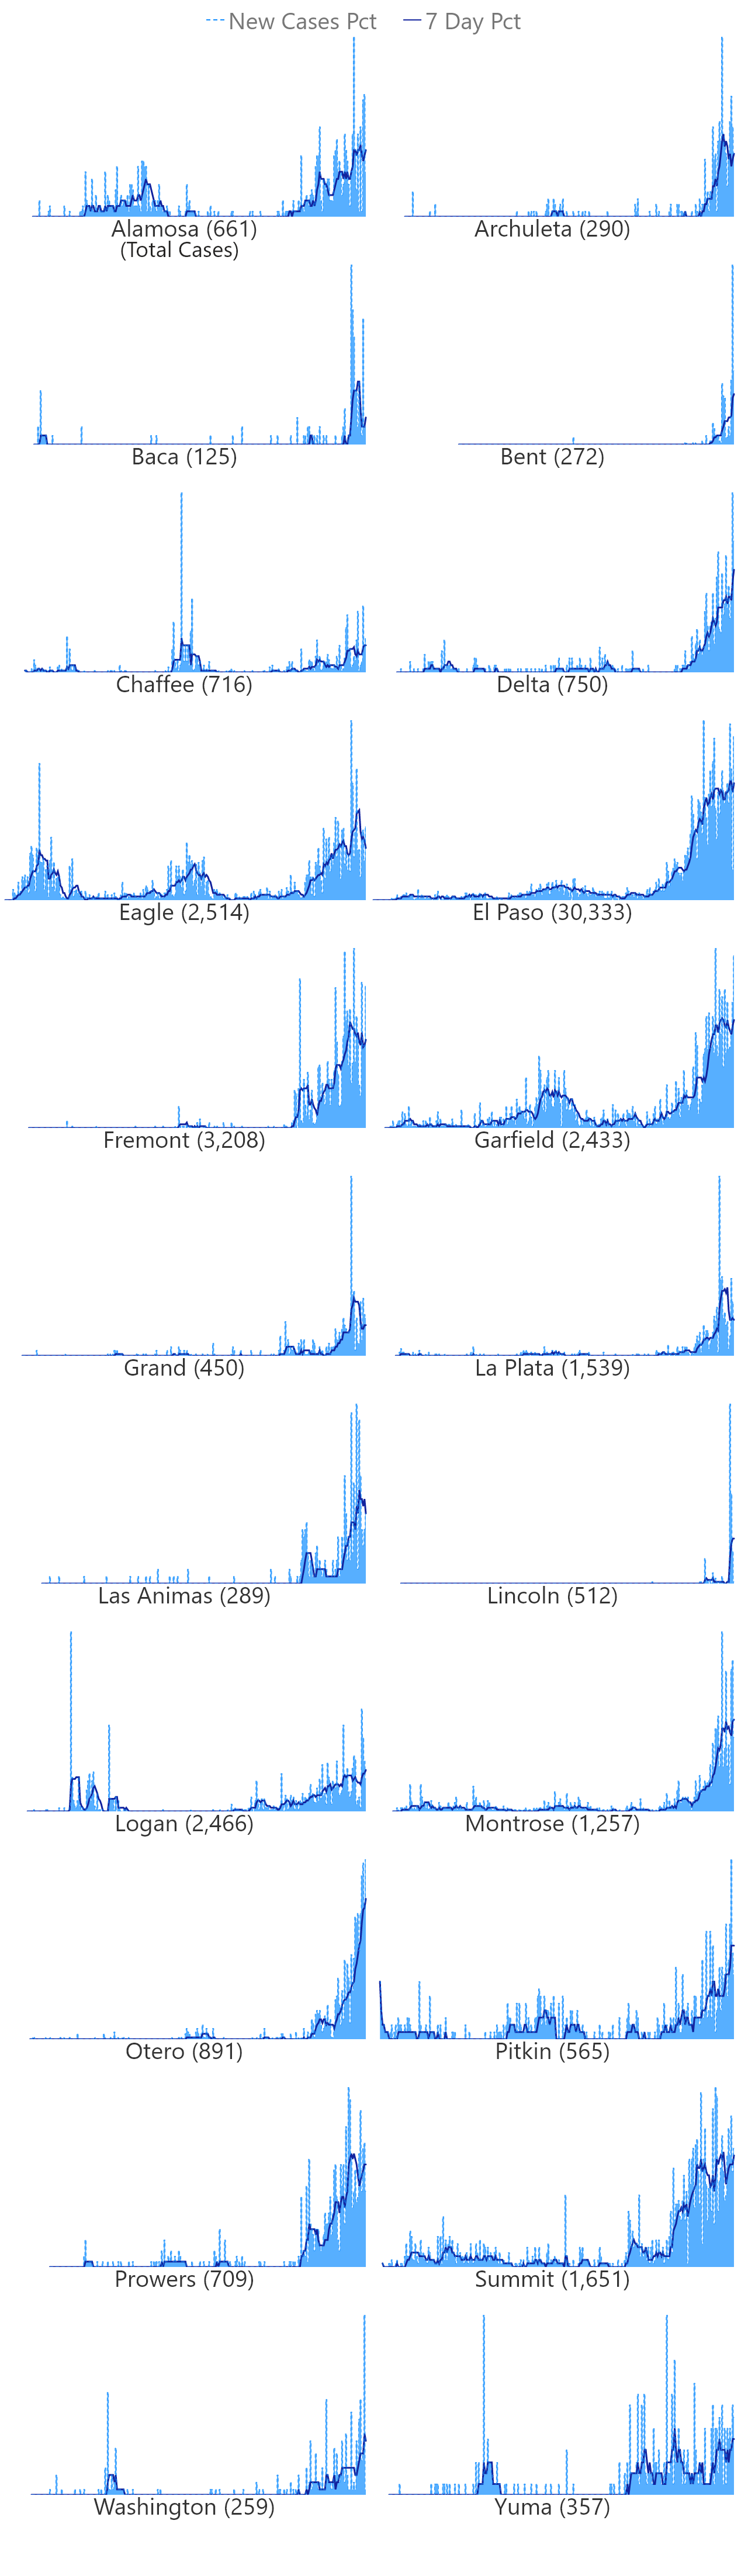 New Cases Pct 7 Day Pct
Alamosa (661) Archuleta (290)
(Total Cases)
Baca (125) Bent (272)
Chaffee (716) Delta (750)
Eagle (2,514) El Paso (30,333)
Fremont (3,208) Garfield (2,433)
Grand (450) La Plata (1,539)
Las Animas (289) Lincoln (512)
Logan (2,466) Montrose (1,257)
Otero (891) Pitkin (565)
Prowers (709) Summit (1,651)
Washington (259) Yuma (357)